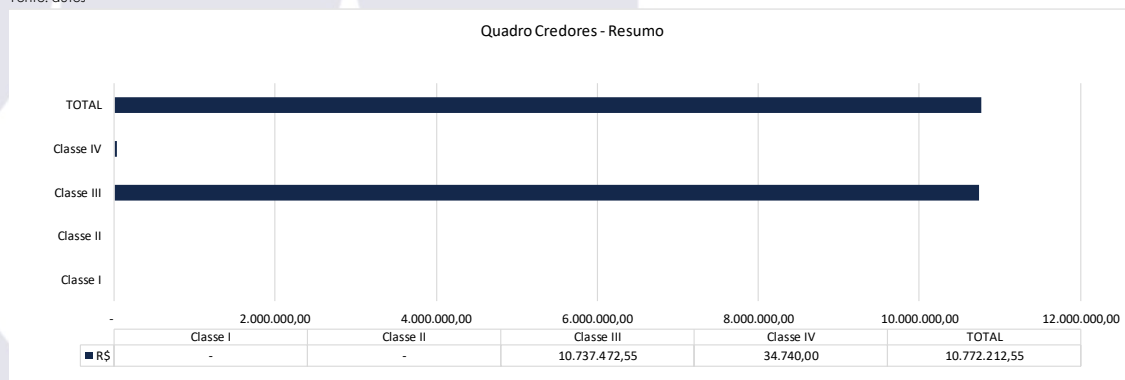 Quadro Credores - Resumo
TOTAL
Classe IV
Classe III
Classe II
Classe I
- 2.000.000,00 4.000.000,00 6.000.000,00 8.000.000,00 10.000.000,00 12.000.000,00
Classe I Classe II Classe III Classe IV TOTAL
R$ - - 10.737.472,55 34.740,00 10.772.212,55